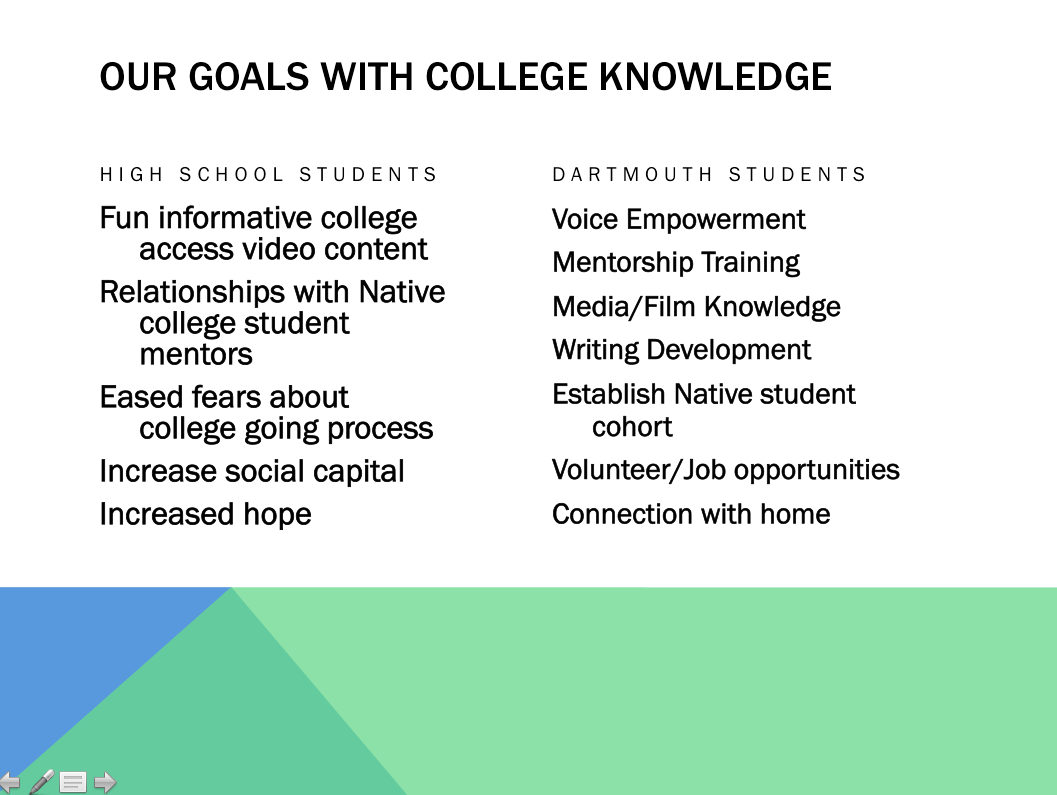 OUR GOALS WITH COLLEGE KNOWLEDGE
HIGH SCHOOL STUDENTS
Fun informative college
access video content
Relationships with Native
college student
mentors
Eased fears about
college going process
Increase social capital
Increased hope
DARTMOUTH STUDENTS
Voice Empowerment
Mentorship Training
Media/Film Knowledge
Writing Development
Establish Native student
cohort
Volunteer/Job opportunities
Connection with home